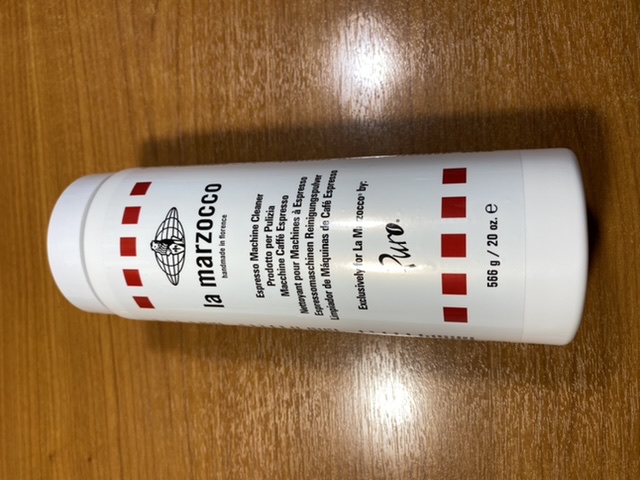 la marzocco
handmade in florence
Espresso Machine Cleaner
Prodotto per Pulizia
Macchine Caffè Espresso
Nettoyant pour Machines à Espresso
Espressomaschinen Reinigungspulver
Limpiador de Máquinas de Café Espresso
Exclusively for La Marzocco® by:
Puro®
566 g / 20 oz. ℮